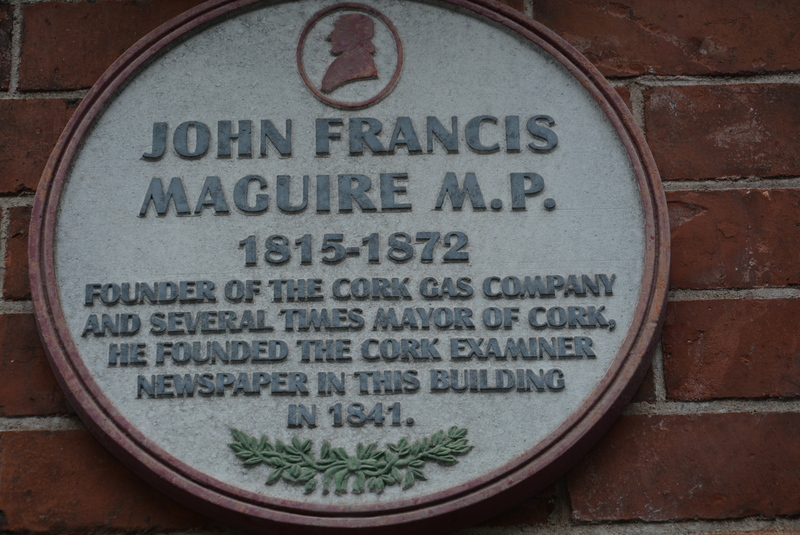 JOHN FRANCIS
MAGUIRE M.P.
1815-1872
FOUNDER OF THE CORK GAS COMPANY
AND SEVERAL TIMES MAYOR OF CORK,
HE FOUNDED THE CORK EXAMINER
NEWSPAPER IN THIS BUILDING
IN 1841.